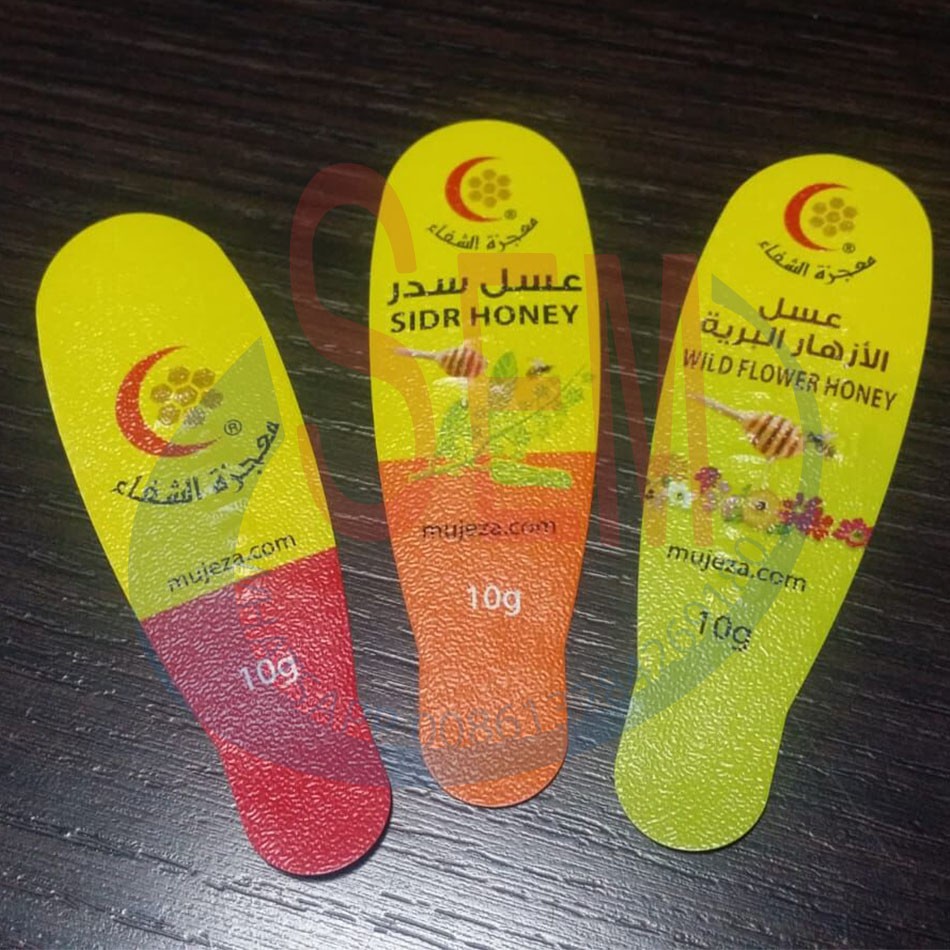 ®
معجزة الشفاء
mujeza.com
10g
®
معجزة الشفاء
عسل سدر
SIDR HONEY
mujeza.com
10g
®
معجزة الشفاء
عسل
الأزهار البرية
WiLD FLOWER HONEY
mujeza.com
10g
SEM